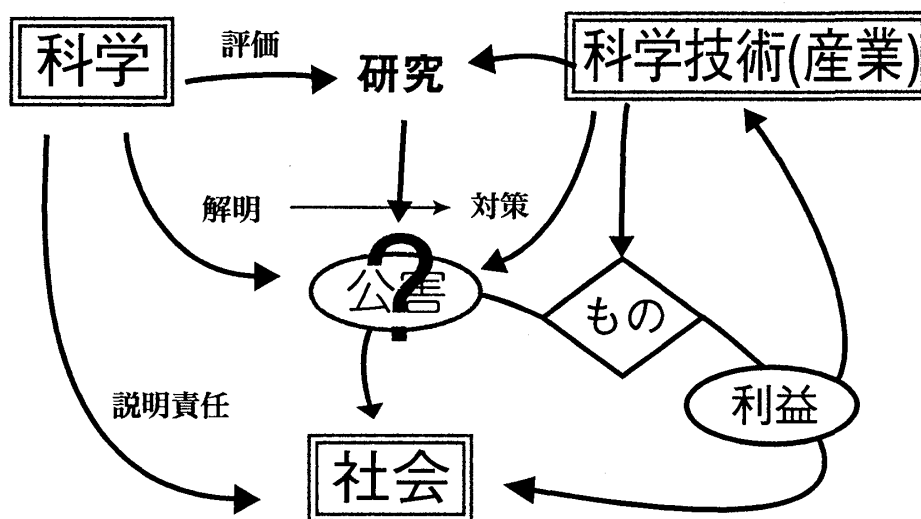 科学
評価
研究
科学技術(産業)
解明
対策
?
公害
もの
利益
説明責任
社会